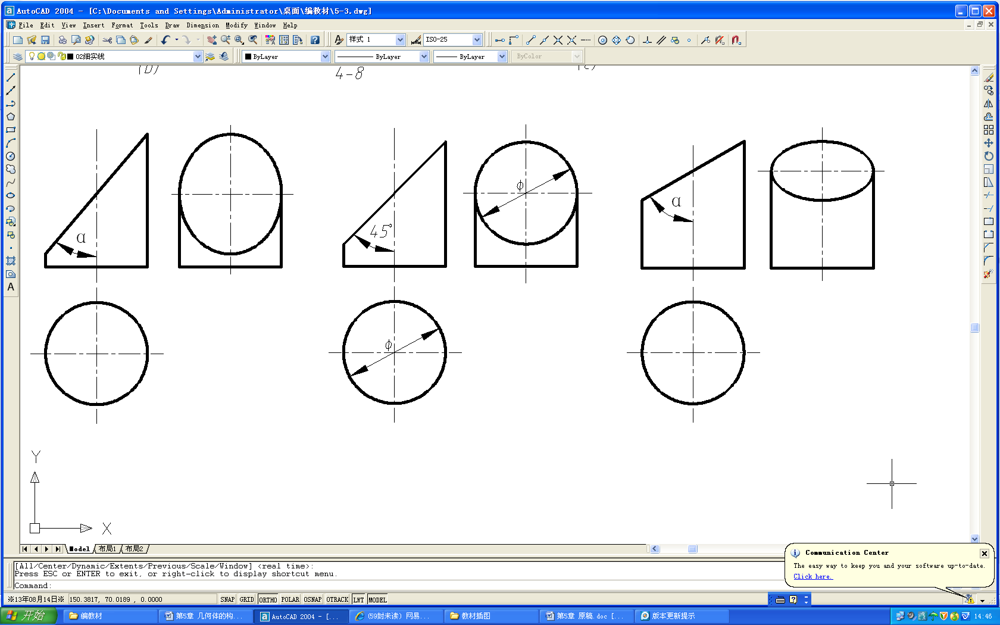 AutoCAD 2004 - [C:\Documents and Settings\Administrator\桌面\编教材\5-3.dwg]
File Edit View Insert Format Tools Draw Dimension Modify Window Help
样式 1 ISO-25
02细实线 ByLayer ByLayer ByLayer ByColor
4-8
α
45°
ϕ
α
ϕ
Y
X
A
Model 布局1 布局2
[All/Center/Dynamic/Extents/Previous/Scale/Window] <real time>:
Press ESC or ENTER to exit, or right-click to display shortcut menu.
Command:
Communication Center
The easy way to keep you and your software up-to-date.
Click here.
※13年08月14日※ 150.3817, 70.0189 , 0.0000 SNAP GRID ORTHO POLAR OSNAP OTRACK LWT MODEL
开始 编教材 第5章 几何体的构... AutoCAD 2004 - [... (59封未读) 网易... 教材插图 第5章 原稿.doc [... 版本更新提示 14:46